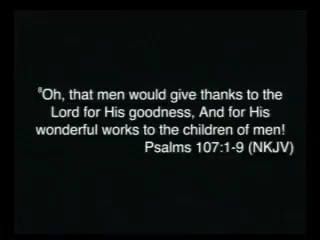 ⁸Oh, that men would give thanks to the
Lord for His goodness, And for His
wonderful works to the children of men!
Psalms 107:1-9 (NKJV)